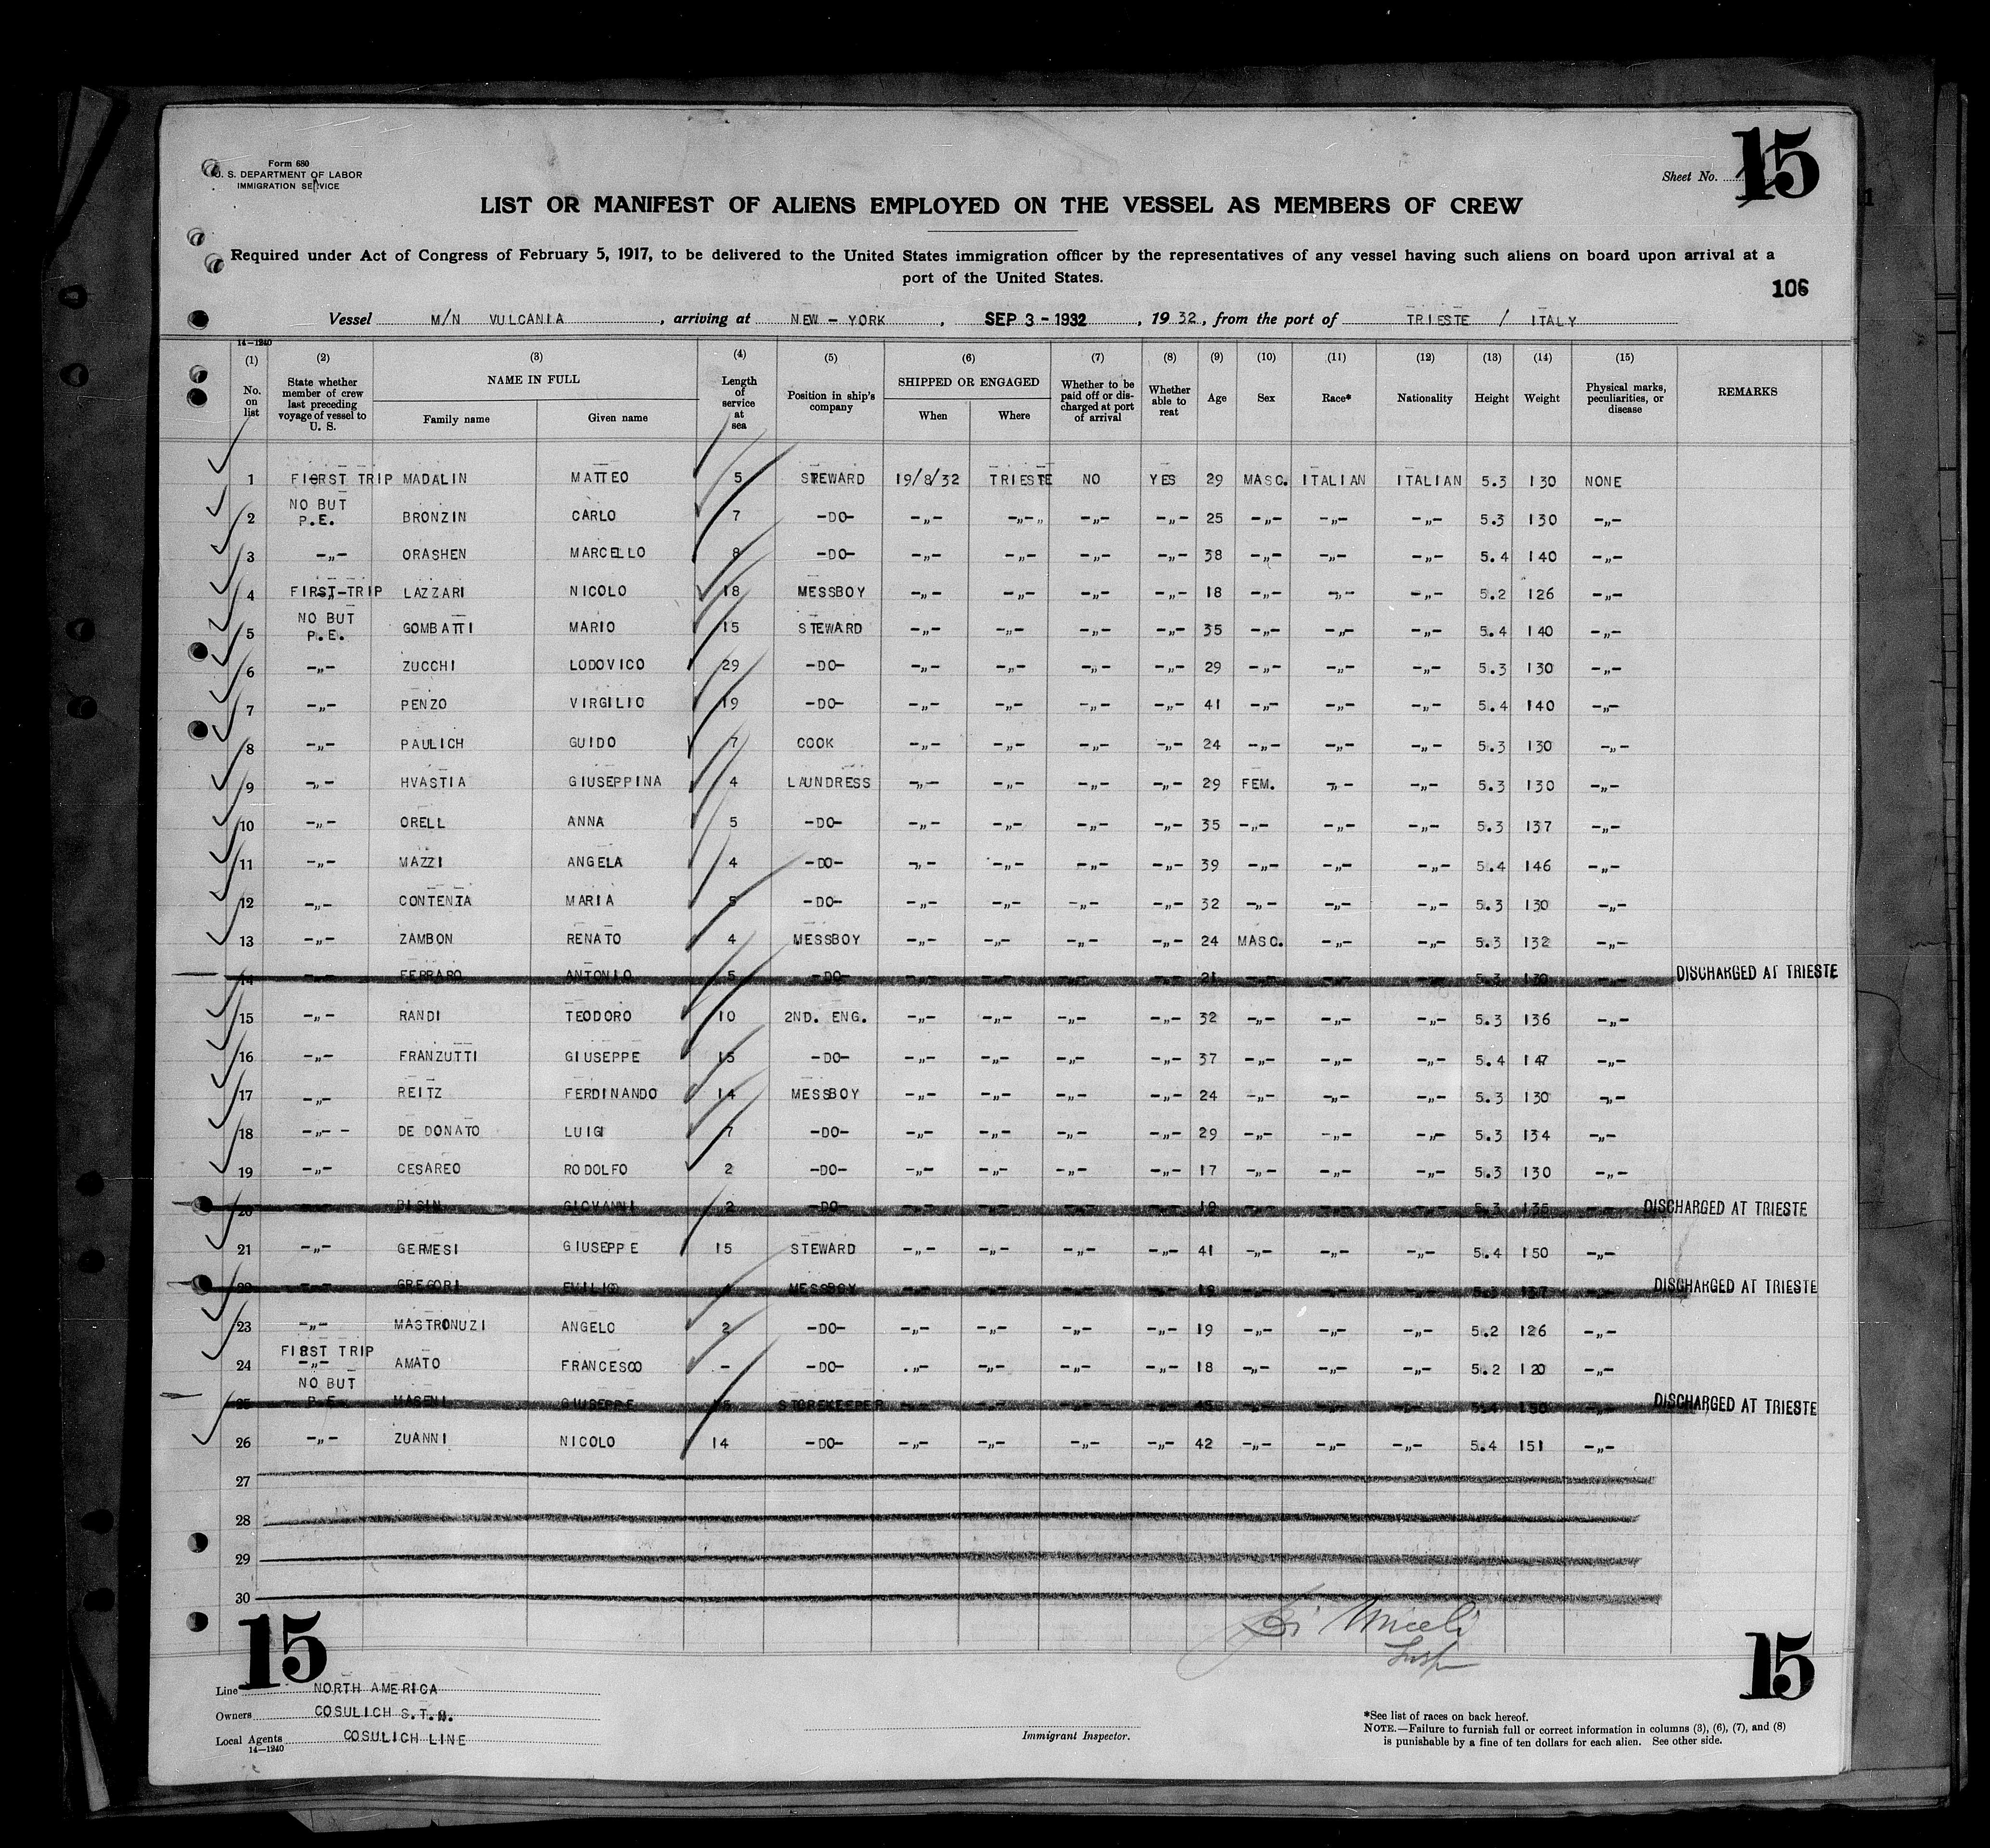 Form 680
U. S. DEPARTMENT OF LABOR
IMMIGRATION SERVICE
Sheet No. 15
LIST OR MANIFEST OF ALIENS EMPLOYED ON THE VESSEL AS MEMBERS OF CREW
Required under Act of Congress of February 5, 1917, to be delivered to the United States immigration officer by the representatives of any vessel having such aliens on board upon arrival at a
port of the United States.
106
Vessel M/N VULCANIA, arriving at NEW-YORK, SEP 3 - 1932, 1932, from the port of TRIESTE / ITALY
14-1240
(1) (2) (3) (4) (5) (6) (7) (8) (9) (10) (11) (12) (13) (14) (15)
No. on list State whether member of crew last preceding voyage of vessel to U. S. NAME IN FULL Family name Given name Length of service at sea Position in ship's company SHIPPED OR ENGAGED When Where Whether to be paid off or discharged at port of arrival Whether able to read Age Sex Race* Nationality Height Weight Physical marks, peculiarities, or disease REMARKS
1 FIRST TRIP MADALIN MATTEO 5 STEWARD 19/8/32 TRIESTE NO YES 29 MASC. ITALIAN ITALIAN 5.3 130 NONE
2 NO BUT P.E. BRONZIN CARLO 7 -DO- -„- -„-„ -„- -„- 25 -„- -„- -„- 5.3 130 -„-
3 -„- ORASHEN MARCELLO 8 -DO- -„- -„- -„- -„- 38 -„- -„- -„- 5.4 140 -„-
4 FIRST-TRIP LAZZARI NICOLO 18 MESSBOY -„- -„- -„- -„- 18 -„- -„- -„- 5.2 126 -„-
5 NO BUT P.E. GOMBATTI MARIO 15 STEWARD -„- -„- -„- -„- 35 -„- -„- -„- 5.4 140 -„-
6 -„- ZUCCHI LODOVICO 29 -DO- -„- -„- -„- -„- 29 -„- -„- -„- 5.3 130 -„-
7 -„- PENZO VIRGILIO 19 -DO- -„- -„- -„- -„- 41 -„- -„- -„- 5.4 140 -„-
8 -„- PAULICH GUIDO 7 COOK -„- -„- -„- -„- 24 -„- -„- -„- 5.3 130 -„-
9 -„- HVASTIA GIUSEPPINA 4 LAUNDRESS -„- -„- -„- -„- 29 FEM. -„- -„- 5.3 130 -„-
10 -„- ORELL ANNA 5 -DO- -„- -„- -„- -„- 35 -„- -„- -„- 5.3 137 -„-
11 -„- MAZZI ANGELA 4 -DO- -„- -„- -„- -„- 39 -„- -„- -„- 5.4 146 -„-
12 -„- CONTENTA MARIA 5 -DO- -„- -„- -„- -„- 32 -„- -„- -„- 5.3 130 -„-
13 -„- ZAMBON RENATO 4 MESSBOY -„- -„- -„- -„- 24 MASC. -„- -„- 5.3 132 -„-
14 -„- FERRARO ANTONIO 5 -DO- -„- -„- -„- -„- 21 -„- -„- -„- 5.3 130 -„- DISCHARGED AT TRIESTE
15 -„- RANDI TEODORO 10 2ND. ENG. -„- -„- -„- -„- 32 -„- -„- -„- 5.3 136 -„-
16 -„- FRANZUTTI GIUSEPPE 15 -DO- -„- -„- -„- -„- 37 -„- -„- -„- 5.4 147 -„-
17 -„- REITZ FERDINANDO 14 MESSBOY -„- -„- -„- -„- 24 -„- -„- -„- 5.3 130 -„-
18 -„- - DE DONATO LUIGI 7 -DO- -„- -„- -„- -„- 29 -„- -„- -„- 5.3 134 -„-
19 -„- CESAREO RODOLFO 2 -DO- -„- -„- -„- -„- 17 -„- -„- -„- 5.3 130 -„-
20 -„- GIOVANNI 2 -DO- -„- -„- -„- -„- 19 -„- -„- -„- 5.3 135 -„- DISCHARGED AT TRIESTE
21 -„- GERMESI GIUSEPPE 15 STEWARD -„- -„- -„- -„- 41 -„- -„- -„- 5.4 150 -„-
22 -„- GREGORI EMILIO MESSBOY -„- -„- -„- -„- -„- -„- -„- 5.3 137 -„- DISCHARGED AT TRIESTE
23 -„- MASTRONUZI ANGELO 2 -DO- -„- -„- -„- -„- 19 -„- -„- -„- 5.2 126 -„-
24 FIRST TRIP -„- AMATO FRANCESCO - -DO- -„- -„- -„- -„- 18 -„- -„- -„- 5.2 120 -„-
25 NO BUT P.E. GIUSEPPE STOREKEEPER -„- -„- -„- -„- 45 -„- -„- -„- 5.4 150 -„- DISCHARGED AT TRIESTE
26 -„- ZUANNI NICOLO 14 -DO- -„- -„- -„- -„- 42 -„- -„- -„- 5.4 151 -„-
27
28
29
30
Di Miceli
Insp
15
15
Line NORTH AMERICA
Owners COSULICH S.T.N.
Local Agents COSULICH LINE
14-1240
Immigrant Inspector.
*See list of races on back hereof.
NOTE.—Failure to furnish full or correct information in columns (3), (6), (7), and (8)
is punishable by a fine of ten dollars for each alien. See other side.